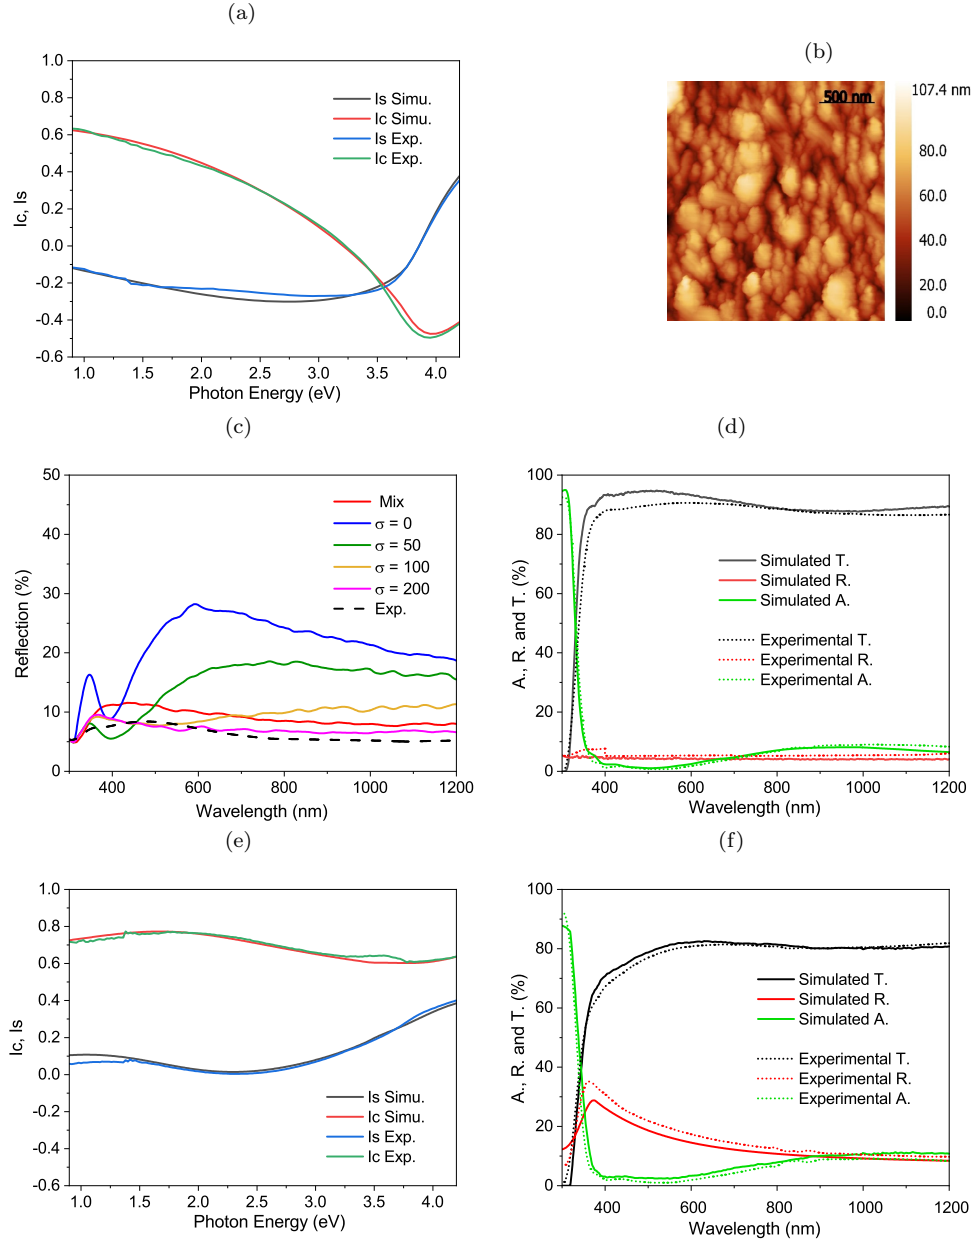 (a)
1.0
0.8
0.6
0.4
0.2
0.0
-0.2
-0.4
-0.6
Ic, Is
Is Simu.
Ic Simu.
Is Exp.
Ic Exp.
1.0 1.5 2.0 2.5 3.0 3.5 4.0
Photon Energy (eV)
(b)
500 nm
107.4 nm
80.0
60.0
40.0
20.0
0.0
(c)
50
40
30
20
10
0
Reflection (%)
Mix
σ = 0
σ = 50
σ = 100
σ = 200
Exp.
400 600 800 1000 1200
Wavelength (nm)
(d)
100
80
60
40
20
0
A., R. and T. (%)
Simulated T.
Simulated R.
Simulated A.
Experimental T.
Experimental R.
Experimental A.
400 600 800 1000 1200
Wavelength (nm)
(e)
1.0
0.8
0.6
0.4
0.2
0.0
-0.2
-0.4
-0.6
Ic, Is
Is Simu.
Ic Simu.
Is Exp.
Ic Exp.
1.0 1.5 2.0 2.5 3.0 3.5 4.0
Photon Energy (eV)
(f)
100
80
60
40
20
0
A., R. and T. (%)
Simulated T.
Simulated R.
Simulated A.
Experimental T.
Experimental R.
Experimental A.
400 600 800 1000 1200
Wavelength (nm)